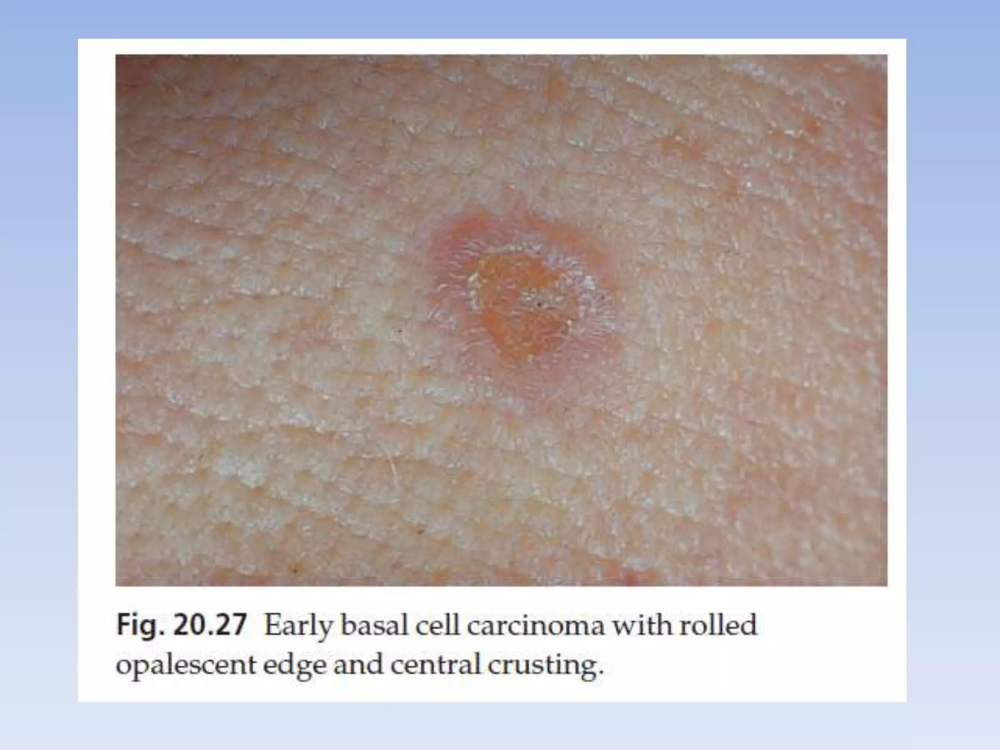 Fig. 20.27 Early basal cell carcinoma with rolled
opalescent edge and central crusting.